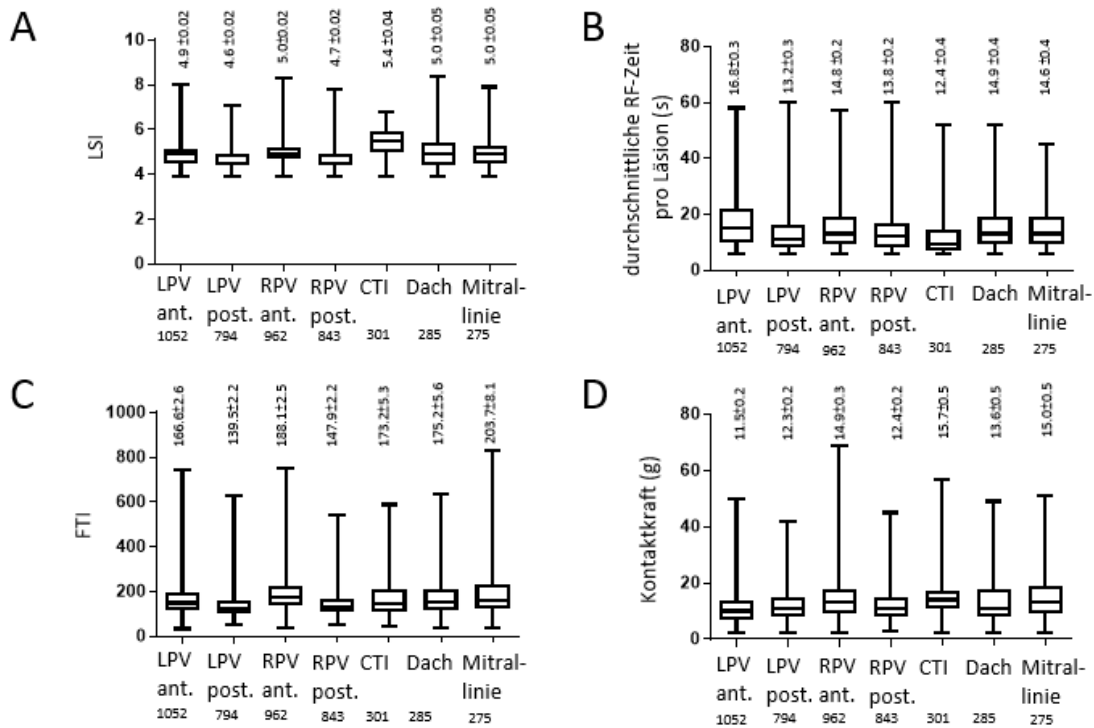 A
4.9 ±0.02
4.6 ±0.02
5.0±0.02
4.7 ±0.02
5.4 ±0.04
5.0 ±0.05
5.0 ±0.05
LSI
10
8
6
4
2
0
LPV LPV RPV RPV CTI Dach Mitral-
ant. post. ant. post. linie
1052 794 962 843 301 285 275
B
16.8±0.3
13.2±0.3
14.8 ±0.2
13.8 ±0.2
12.4 ±0.4
14.9 ±0.4
14.6 ±0.4
durchschnittliche RF-Zeit
pro Läsion (s)
80
60
40
20
0
LPV LPV RPV RPV CTI Dach Mitral-
ant. post. ant. post. linie
1052 794 962 843 301 285 275
C
166.6±2.6
139.5±2.2
188.1±2.5
147.9±2.2
173.2±5.3
175.2±5.6
203.7±8.1
FTI
1000
800
600
400
200
0
LPV LPV RPV RPV CTI Dach Mitral-
ant. post. ant. post. linie
1052 794 962 843 301 285 275
D
11.5±0.2
12.3±0.2
14.9±0.3
12.4 ±0.2
15.7±0.5
13.6±0.5
15.0±0.5
Kontaktkraft (g)
80
60
40
20
0
LPV LPV RPV RPV CTI Dach Mitral-
ant. post. ant. post. linie
1052 794 962 843 301 285 275